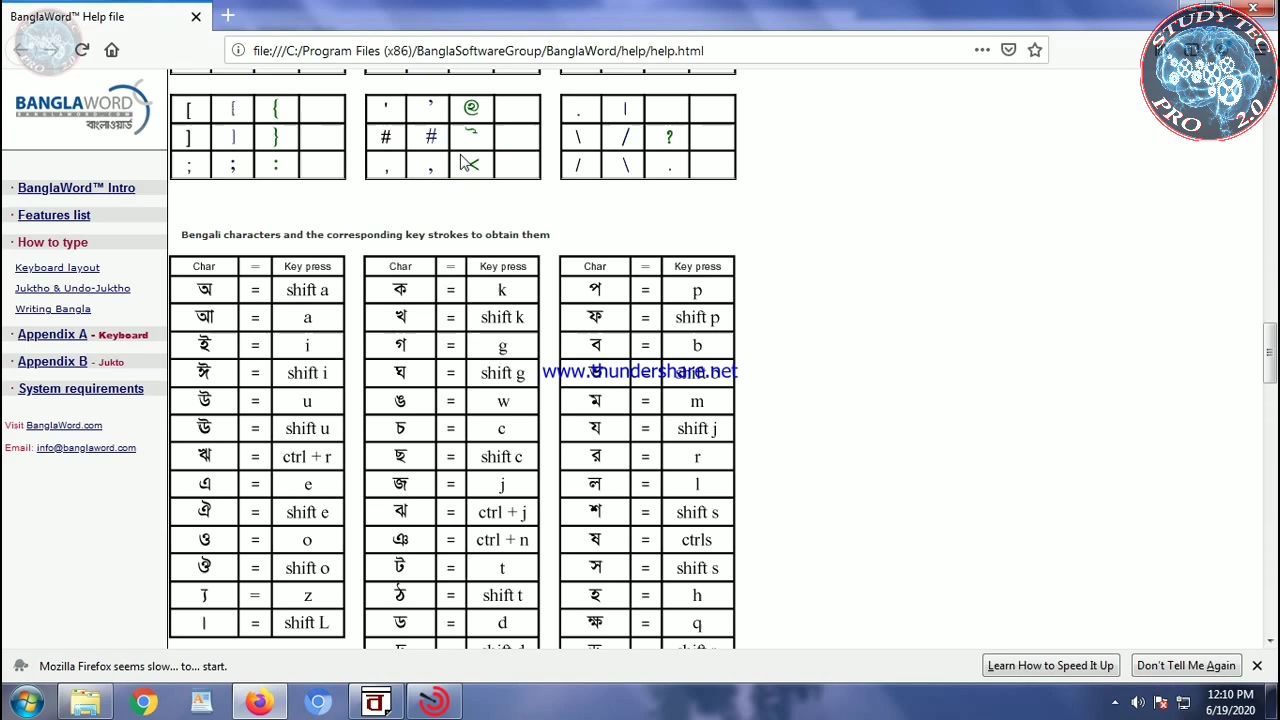 BanglaWord™ Help file
file:///C:/Program Files (x86)/BanglaSoftwareGroup/BanglaWord/help/help.html
STUDY TEC
PRO 2.0
BANGLAWORD
বাংলাওয়ার্ড
· BanglaWord™ Intro
· Features list
· How to type
Keyboard layout
Juktho & Undo-Juktho
Writing Bangla
· Appendix A - Keyboard
· Appendix B - Jukto
· System requirements
Visit BanglaWord.com
Email: info@banglaword.com
[ [ {
] ] }
; ; :
' ’
# #
, ,
. ।
\ / ?
/ \ .
Bengali characters and the corresponding key strokes to obtain them
Char = Key press
অ = shift a
আ = a
ই = i
ঈ = shift i
উ = u
ঊ = shift u
ঋ = ctrl + r
এ = e
ঐ = shift e
ও = o
ঔ = shift o
= z
। = shift L
Char = Key press
ক = k
খ = shift k
গ = g
ঘ = shift g
ঙ = w
চ = c
ছ = shift c
জ = j
ঝ = ctrl + j
ঞ = ctrl + n
ট = t
ঠ = shift t
ড = d
Char = Key press
প = p
ফ = shift p
ব = b
www.thundershare.net
ম = m
য = shift j
র = r
ল = l
শ = shift s
ষ = ctrls
স = shift s
হ = h
ক্ষ = q
Mozilla Firefox seems slow... to... start.
Learn How to Speed It Up
Don't Tell Me Again
12:10 PM
6/19/2020